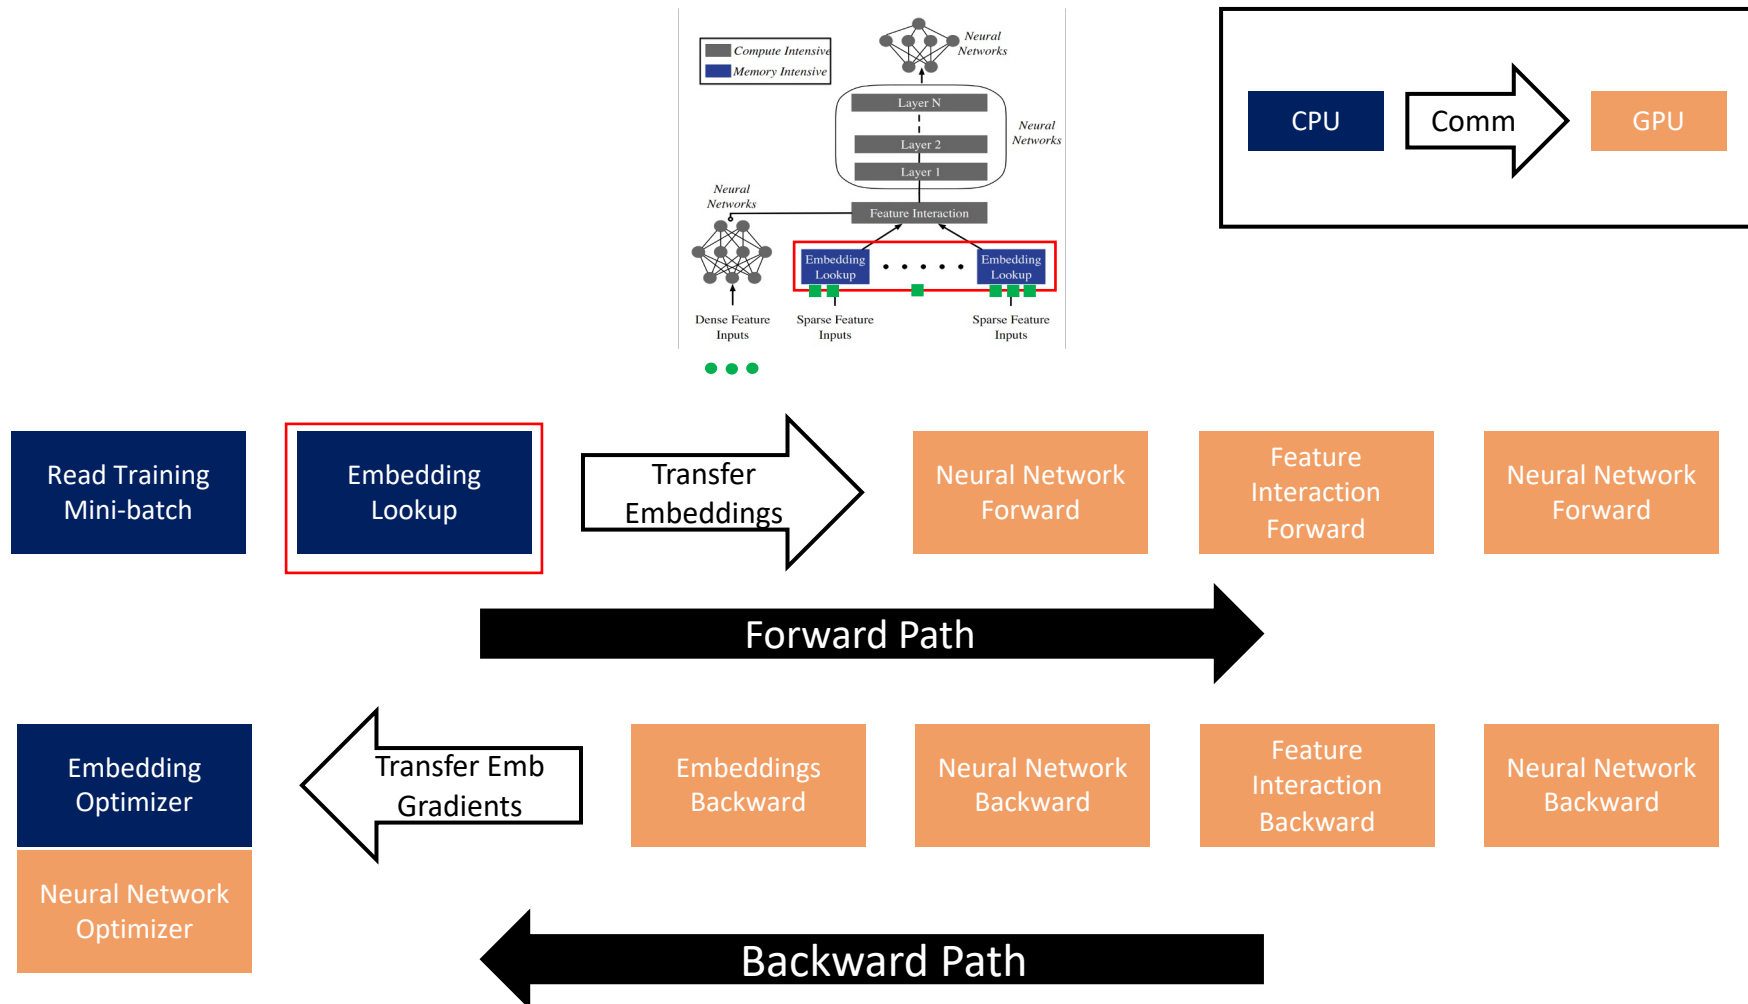 Compute Intensive
Memory Intensive
Neural
Networks
Layer N
Layer 2
Layer 1
Neural
Networks
Neural
Networks
Feature Interaction
Embedding
Lookup
Embedding
Lookup
Dense Feature
Inputs
Sparse Feature
Inputs
Sparse Feature
Inputs
CPU
Comm
GPU
Read Training
Mini-batch
Embedding
Lookup
Transfer
Embeddings
Neural Network
Forward
Feature
Interaction
Forward
Neural Network
Forward
Forward Path
Embedding
Optimizer
Transfer Emb
Gradients
Embeddings
Backward
Neural Network
Backward
Feature
Interaction
Backward
Neural Network
Backward
Neural Network
Optimizer
Backward Path